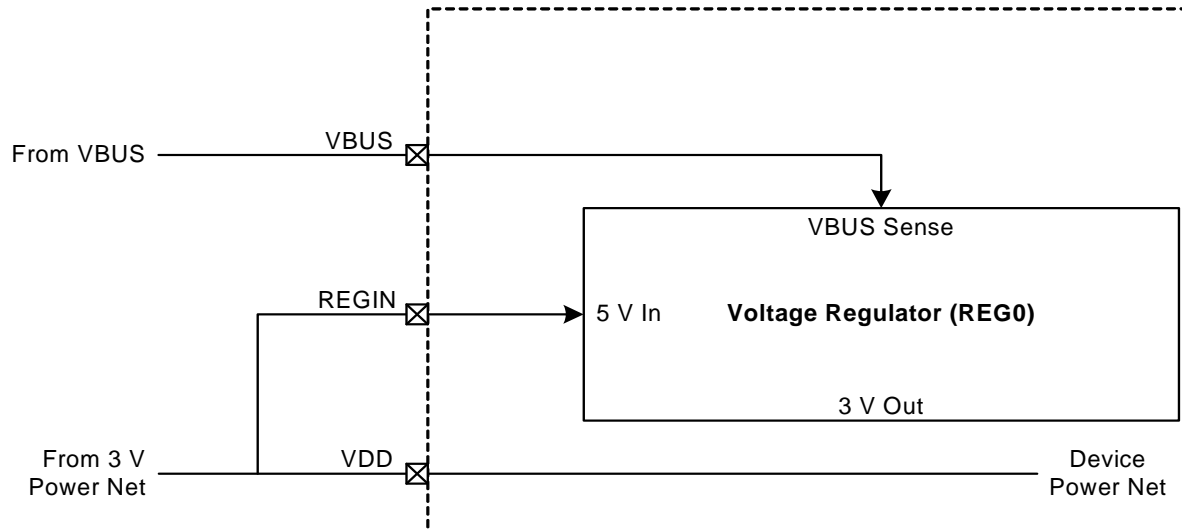 From VBUS
VBUS
VBUS Sense
REGIN
5 V In
Voltage Regulator (REG0)
3 V Out
From 3 V
Power Net
VDD
Device
Power Net